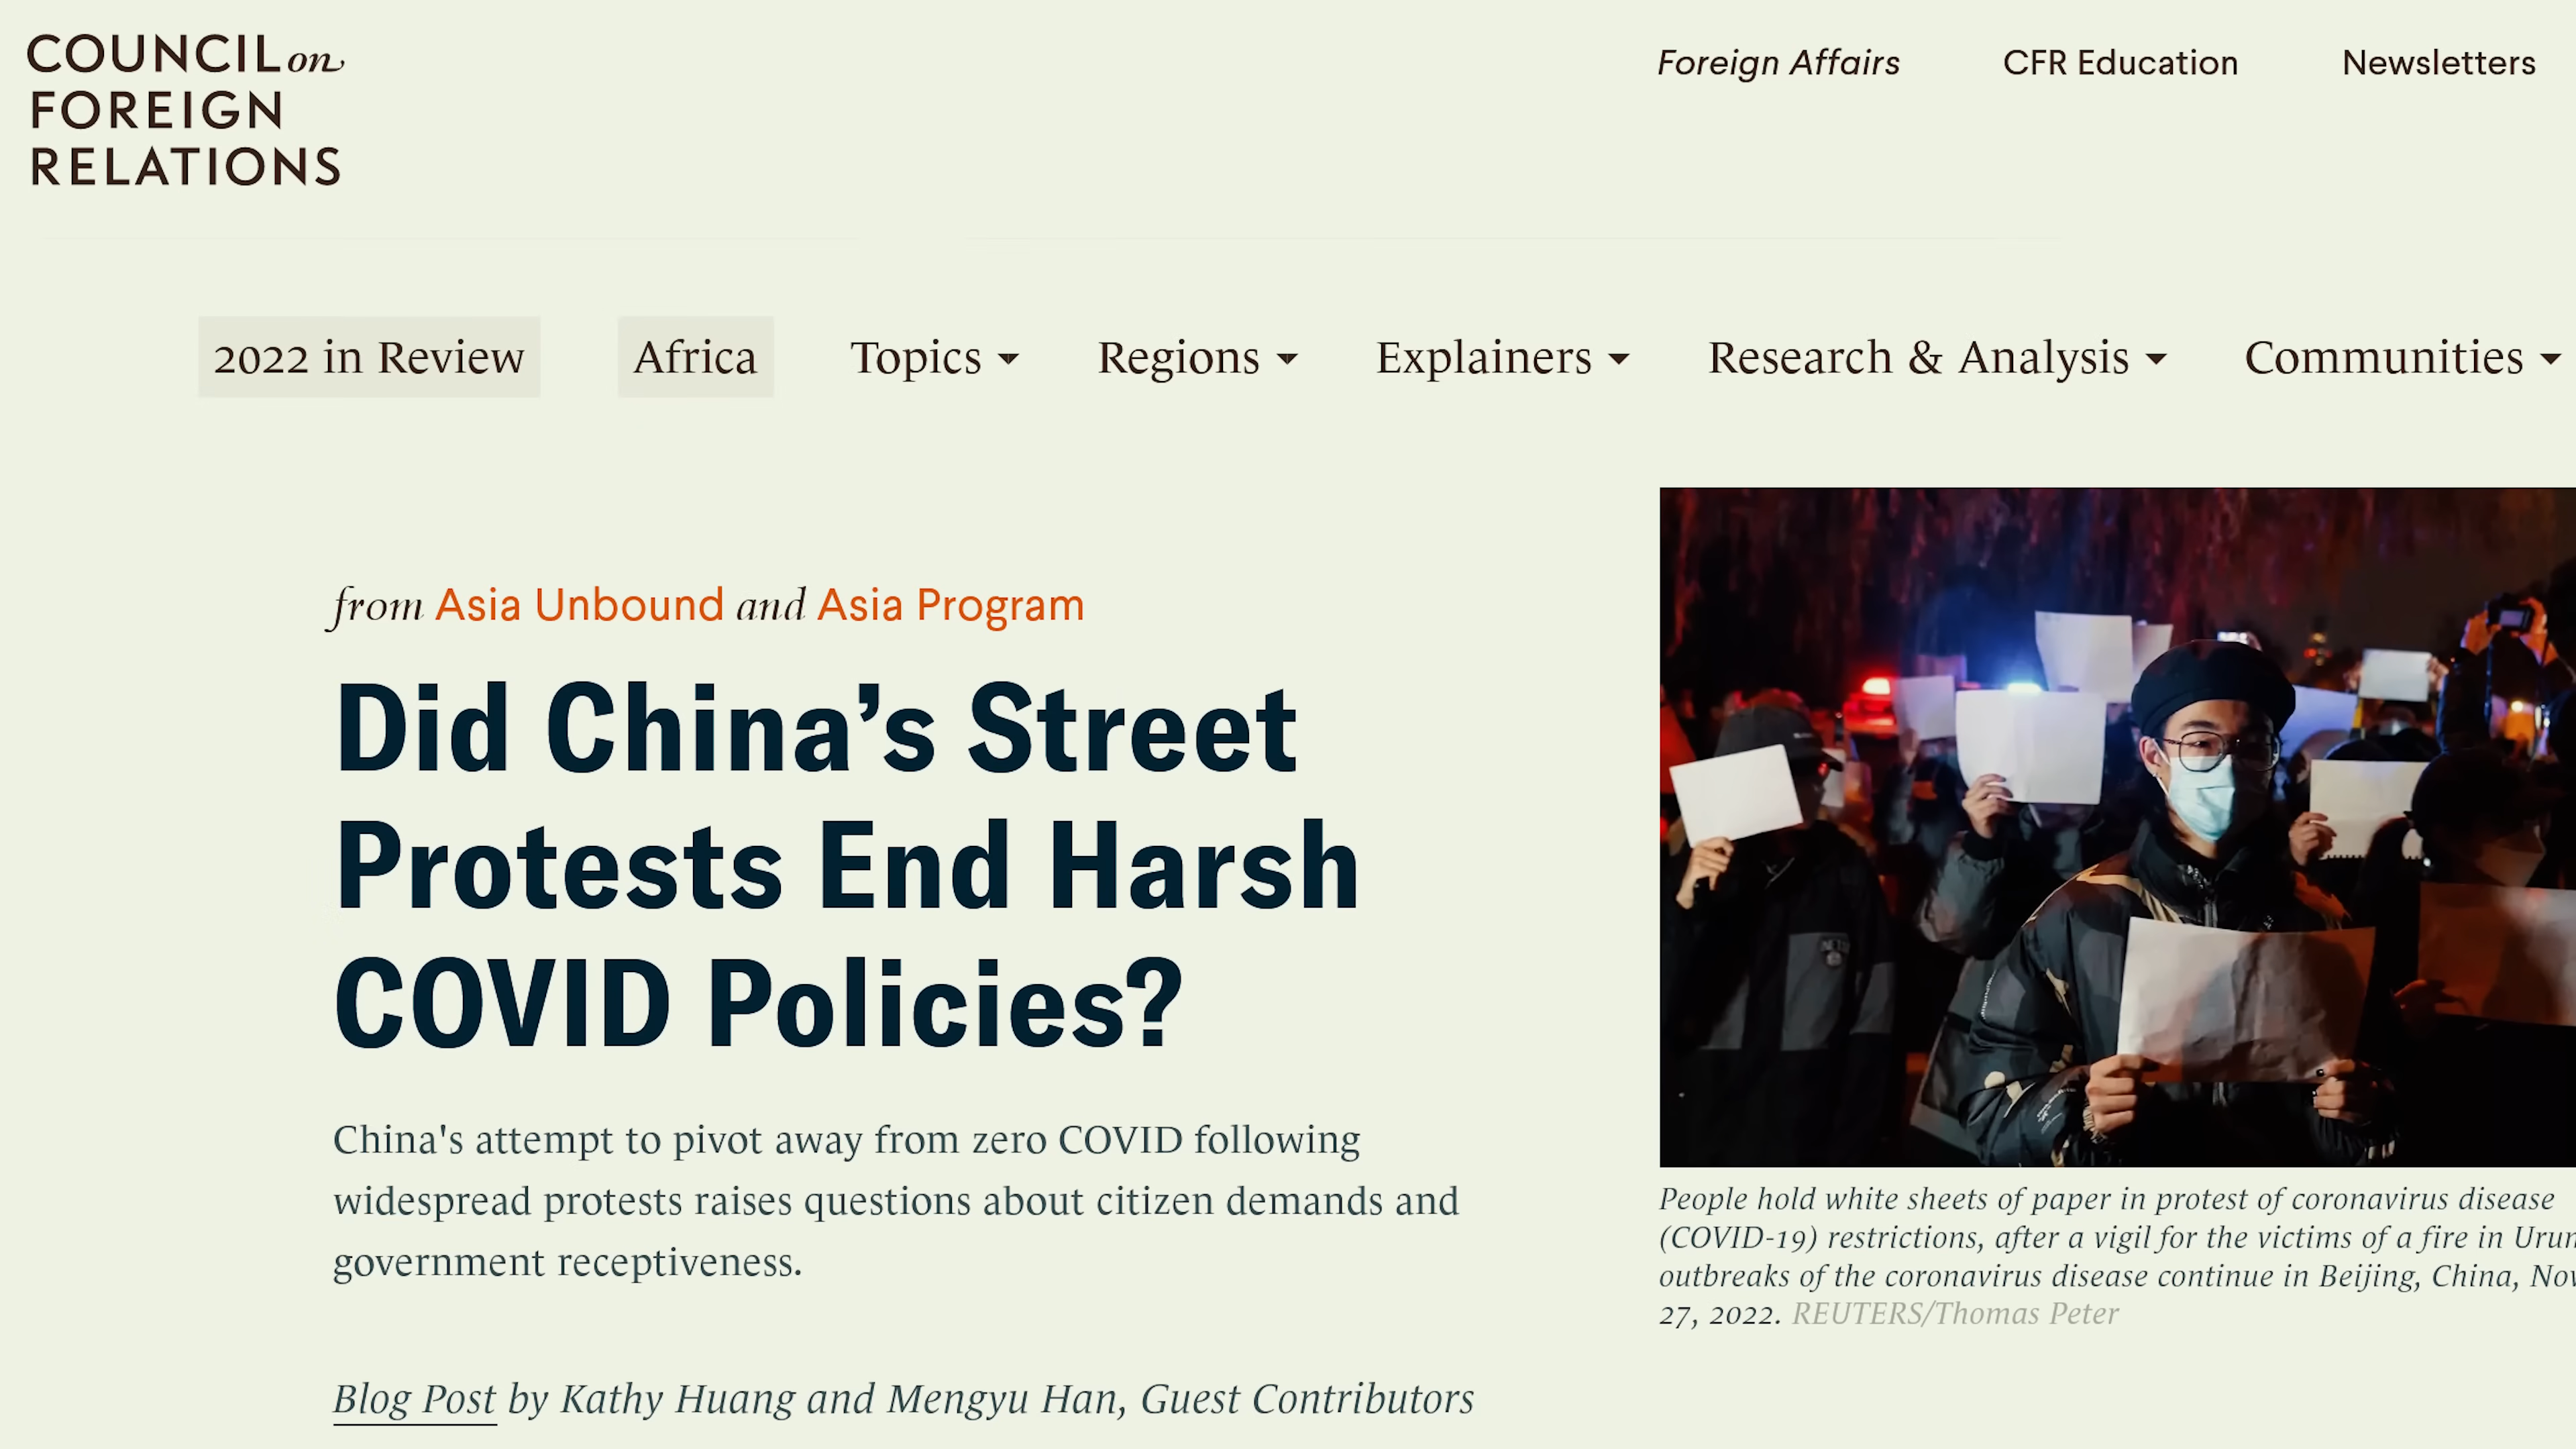 COUNCIL on
FOREIGN
RELATIONS
Foreign Affairs
CFR Education
Newsletters
2022 in Review
Africa
Topics
Regions
Explainers
Research & Analysis
Communities
from Asia Unbound and Asia Program
Did China’s Street
Protests End Harsh
COVID Policies?
China's attempt to pivot away from zero COVID following
widespread protests raises questions about citizen demands and
government receptiveness.
Blog Post by Kathy Huang and Mengyu Han, Guest Contributors
People hold white sheets of paper in protest of coronavirus disease
(COVID-19) restrictions, after a vigil for the victims of a fire in
outbreaks of the coronavirus disease continue in Beijing, China,
27, 2022. REUTERS/Thomas Peter